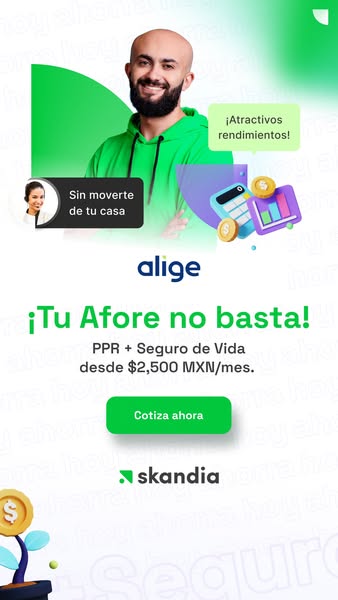 ¡Atractivos
rendimientos!
Sin moverte
de tu casa
alige
¡Tu Afore no basta!
PPR + Seguro de Vida
desde $2,500 MXN/mes.
Cotiza ahora
skandia
+Seguro